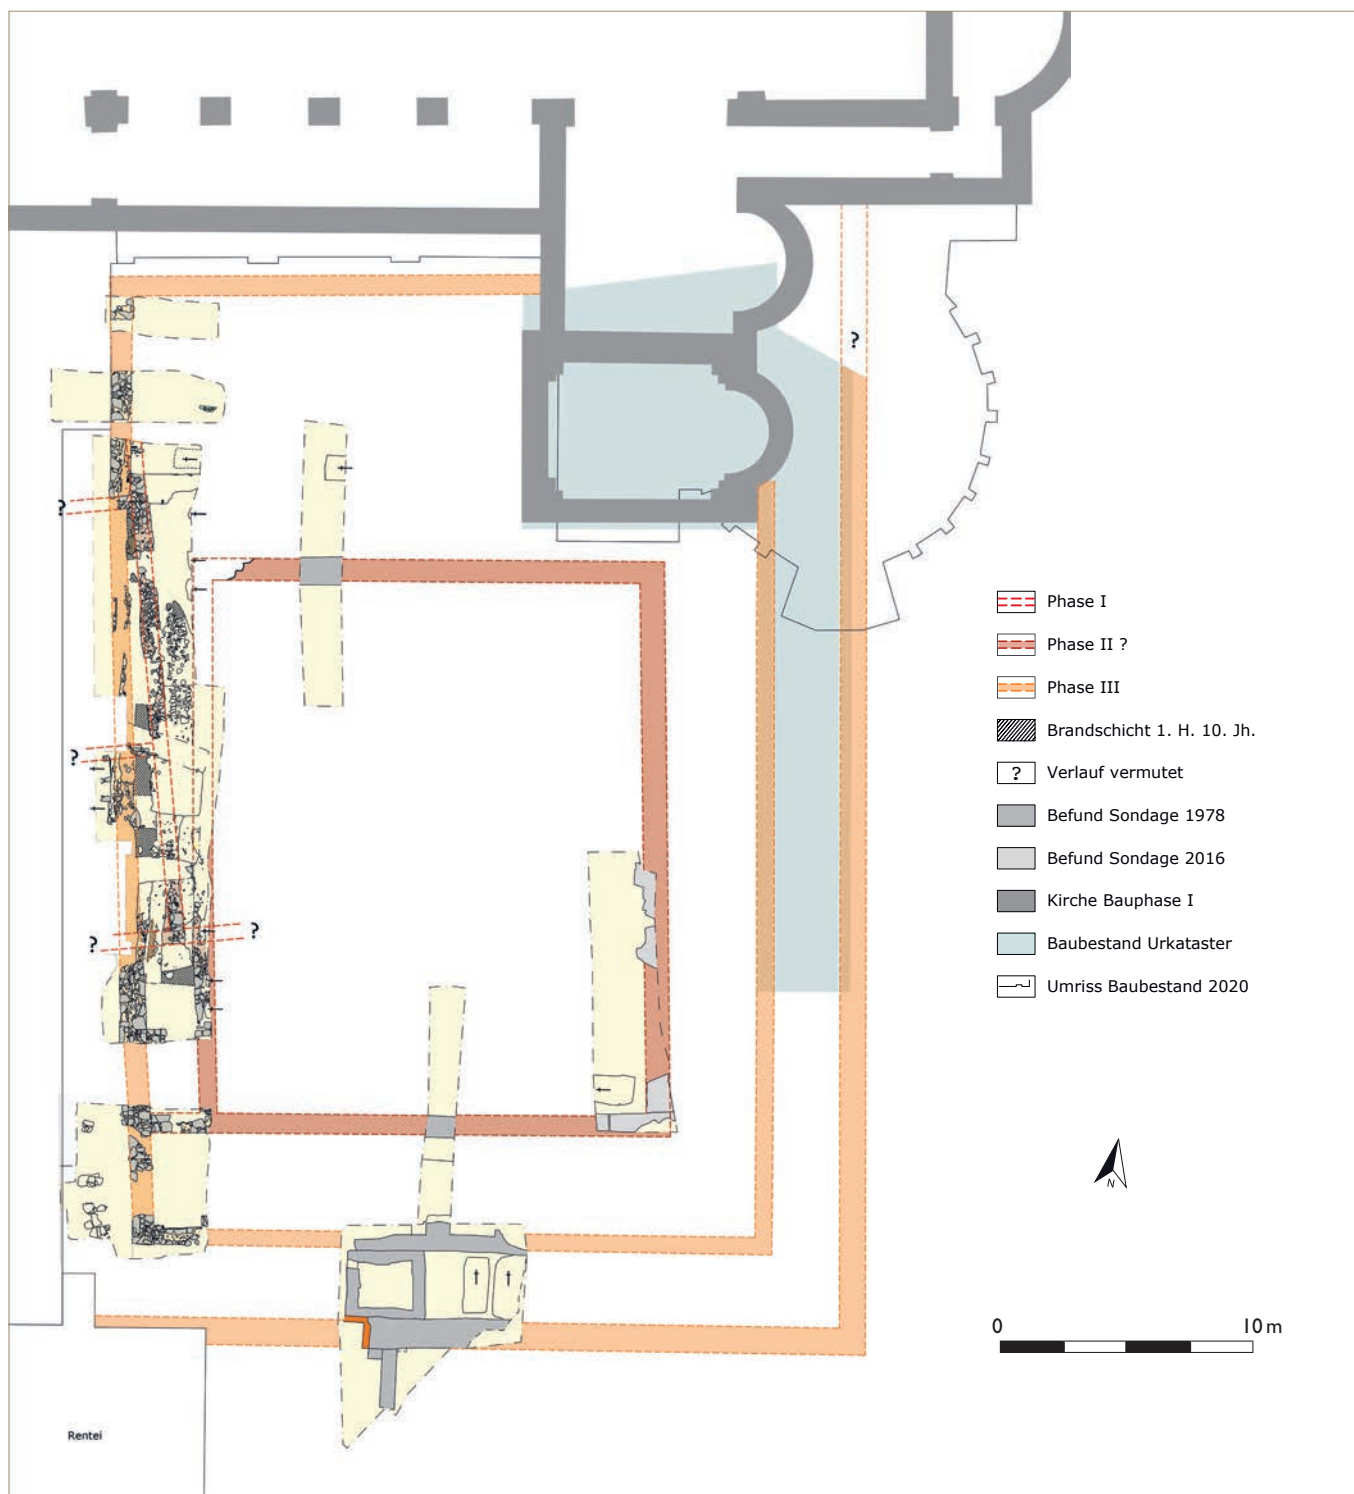 ?
?
?
?
?
Phase I
Phase II ?
Phase III
Brandschicht 1. H. 10. Jh.
? Verlauf vermutet
Befund Sondage 1978
Befund Sondage 2016
Kirche Bauphase I
Baubestand Urkataster
Umriss Baubestand 2020
N
0 10 m
Rentei